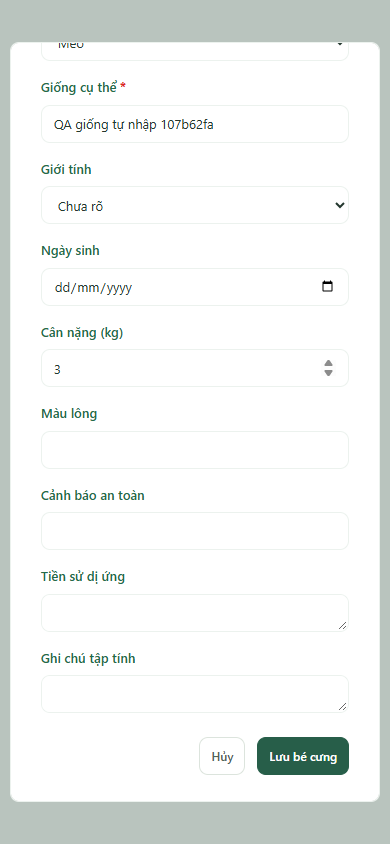 Mèo
Giống cụ thể *
QA giống tự nhập 107b62fa
Giới tính
Chưa rõ
Ngày sinh
dd/mm/yyyy
Cân nặng (kg)
3
Màu lông
Cảnh báo an toàn
Tiền sử dị ứng
Ghi chú tập tính
Hủy
Lưu bé cưng